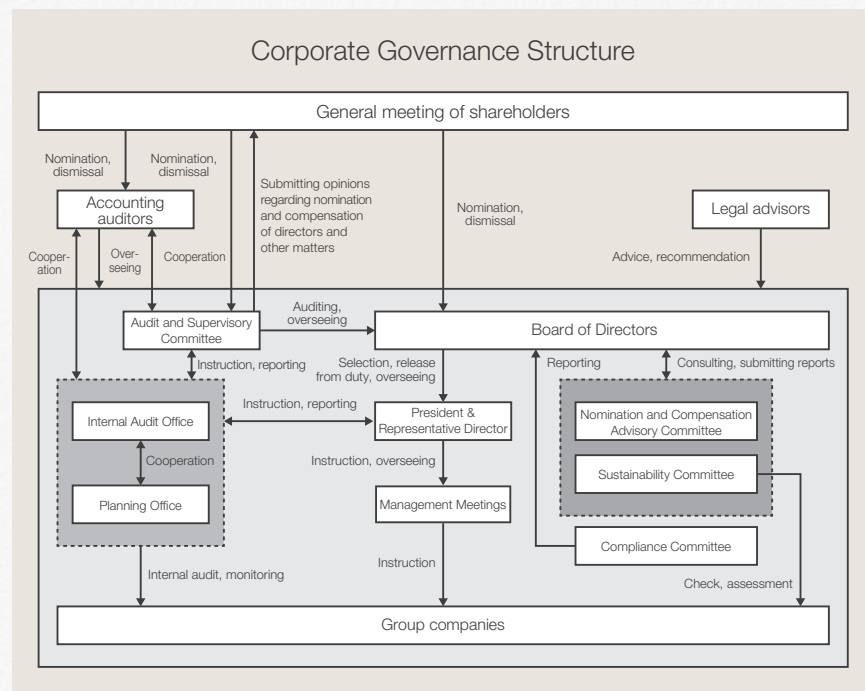 Corporate Governance Structure
General meeting of shareholders
Nomination,
dismissal
Nomination,
dismissal
Submitting opinions
regarding nomination
and compensation
of directors and
other matters
Nomination,
dismissal
Accounting
auditors
Legal advisors
Cooper-
ation
Over-
seeing
Cooperation
Advice, recommendation
Audit and Supervisory
Committee
Auditing,
overseeing
Board of Directors
Instruction, reporting
Selection, release
from duty, overseeing
Reporting
Consulting, submitting reports
Internal Audit Office
Instruction, reporting
President &
Representative Director
Nomination and Compensation
Advisory Committee
Cooperation
Instruction, overseeing
Sustainability Committee
Planning Office
Management Meetings
Compliance Committee
Internal audit, monitoring
Instruction
Check, assessment
Group companies